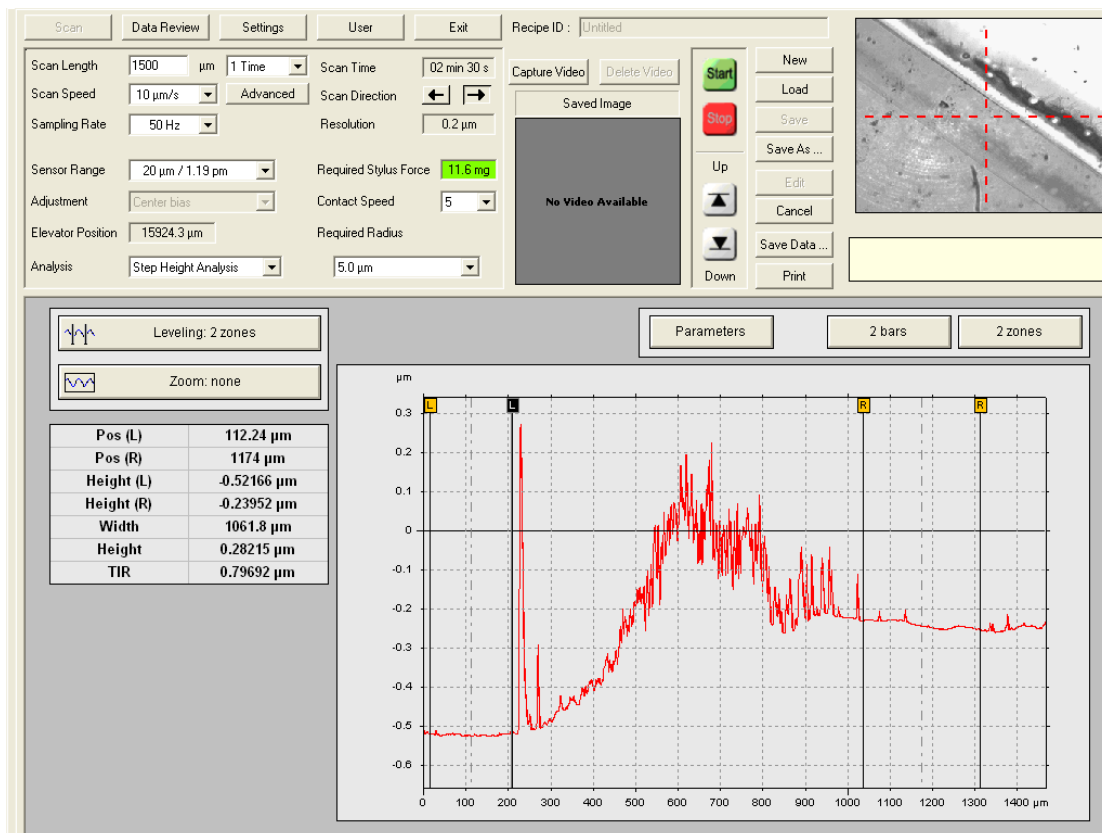 Scan Data Review Settings User Exit Recipe ID : Untitled
Scan Length 1500 µm 1 Time Scan Time 02 min 30 s
Scan Speed 10 µm/s Advanced Scan Direction
Sampling Rate 50 Hz Resolution 0.2 µm
Sensor Range 20 µm / 1.19 pm Required Stylus Force 11.6 mg
Adjustment Center bias Contact Speed 5
Elevator Position 15924.3 µm Required Radius
Analysis Step Height Analysis 5.0 µm
Capture Video Delete Video
Saved Image
No Video Available
Start
Stop
Up
Down
New
Load
Save
Save As ...
Edit
Cancel
Save Data ...
Print
Leveling: 2 zones
Zoom: none
Parameters 2 bars 2 zones
Pos (L) 112.24 µm
Pos (R) 1174 µm
Height (L) -0.52166 µm
Height (R) -0.23952 µm
Width 1061.8 µm
Height 0.28215 µm
TIR 0.79692 µm
µm
L L R R
0.3
0.2
0.1
0
-0.1
-0.2
-0.3
-0.4
-0.5
-0.6
0 100 200 300 400 500 600 700 800 900 1000 1100 1200 1300 1400 µm